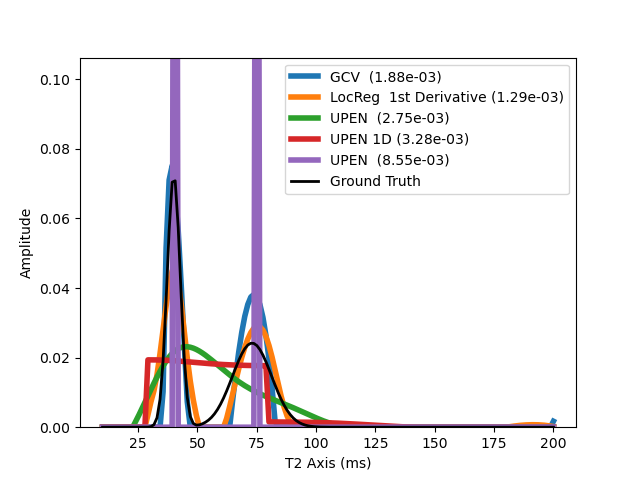 0.10
0.08
0.06
0.04
0.02
0.00
Amplitude
GCV (1.88e-03)
LocReg 1st Derivative (1.29e-03)
UPEN (2.75e-03)
UPEN 1D (3.28e-03)
UPEN (8.55e-03)
Ground Truth
25 50 75 100 125 150 175 200
T2 Axis (ms)